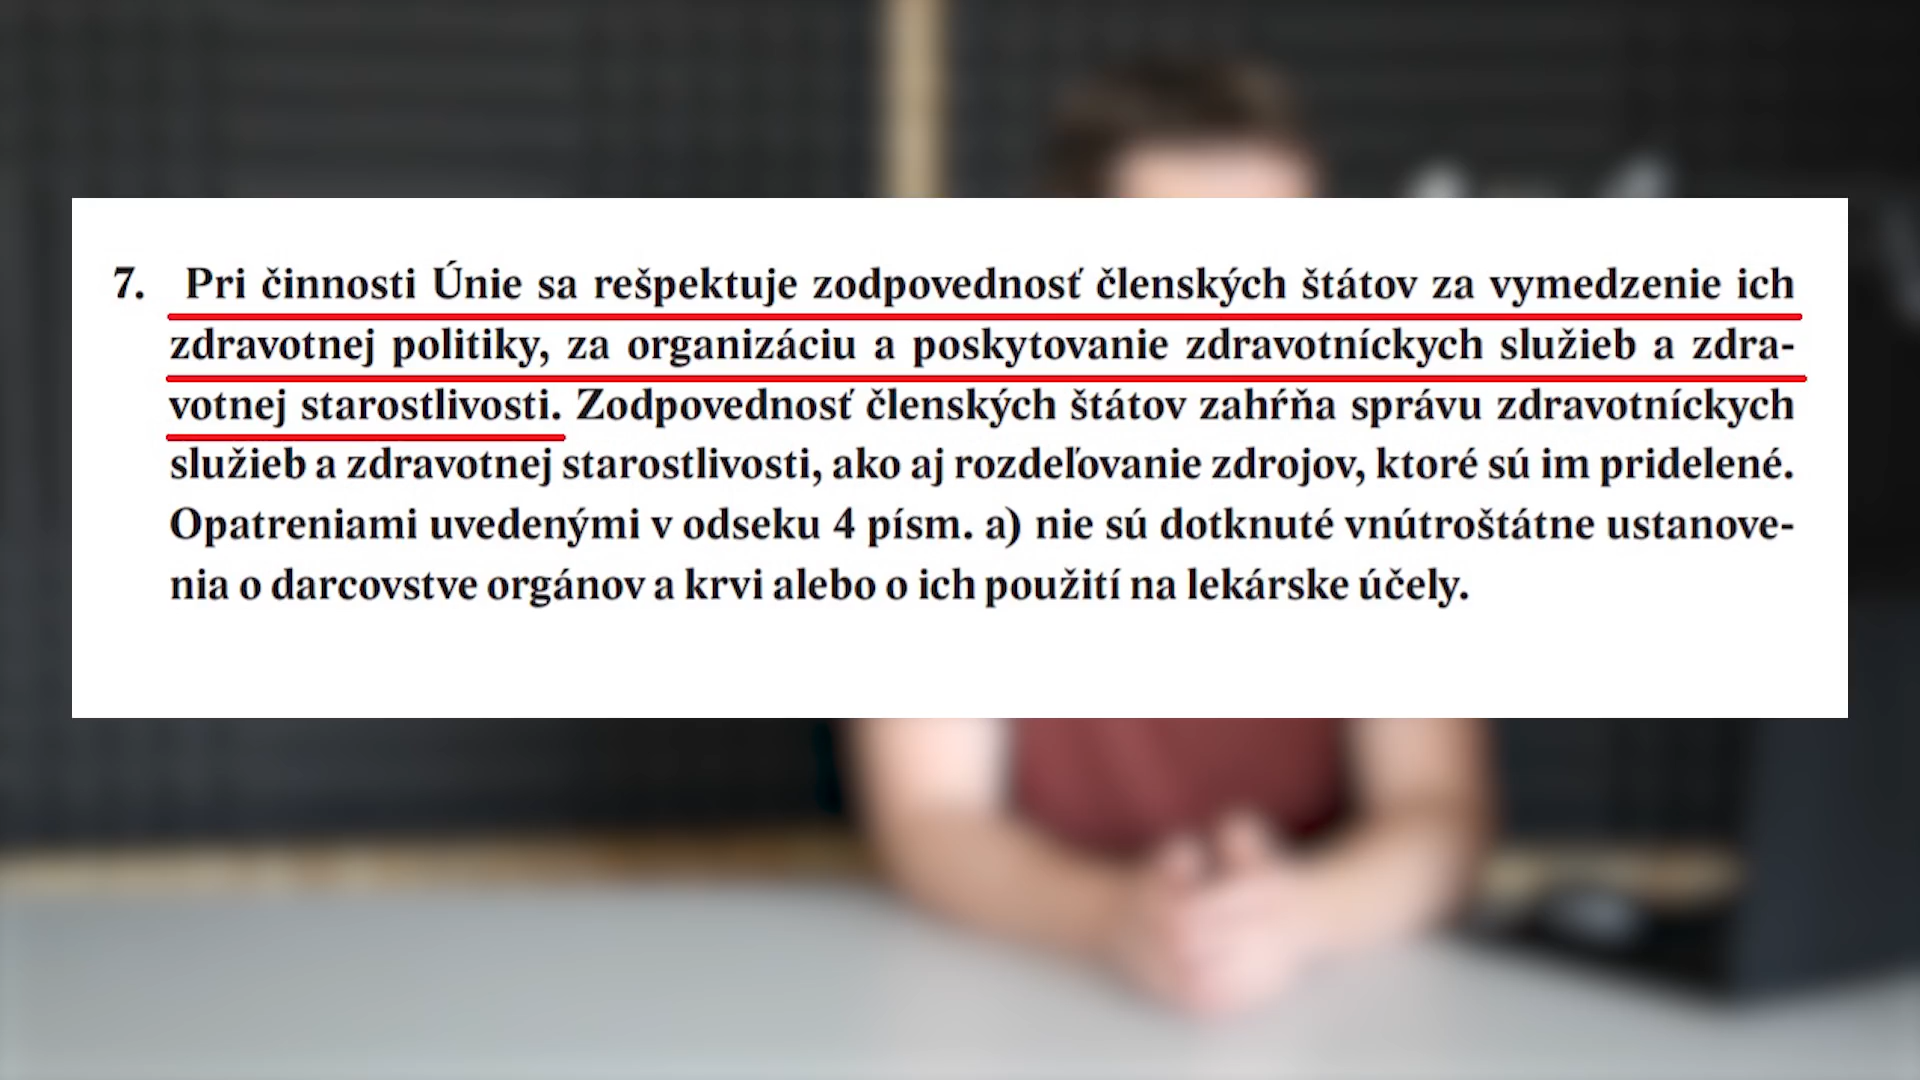 7. Pri činnosti Únie sa rešpektuje zodpovednosť členských štátov za vymedzenie ich
zdravotnej politiky, za organizáciu a poskytovanie zdravotníckych služieb a zdra-
votnej starostlivosti. Zodpovednosť členských štátov zahŕňa správu zdravotníckych
služieb a zdravotnej starostlivosti, ako aj rozdeľovanie zdrojov, ktoré sú im pridelené.
Opatreniami uvedenými v odseku 4 písm. a) nie sú dotknuté vnútroštátne ustanove-
nia o darcovstve orgánov a krvi alebo o ich použití na lekárske účely.